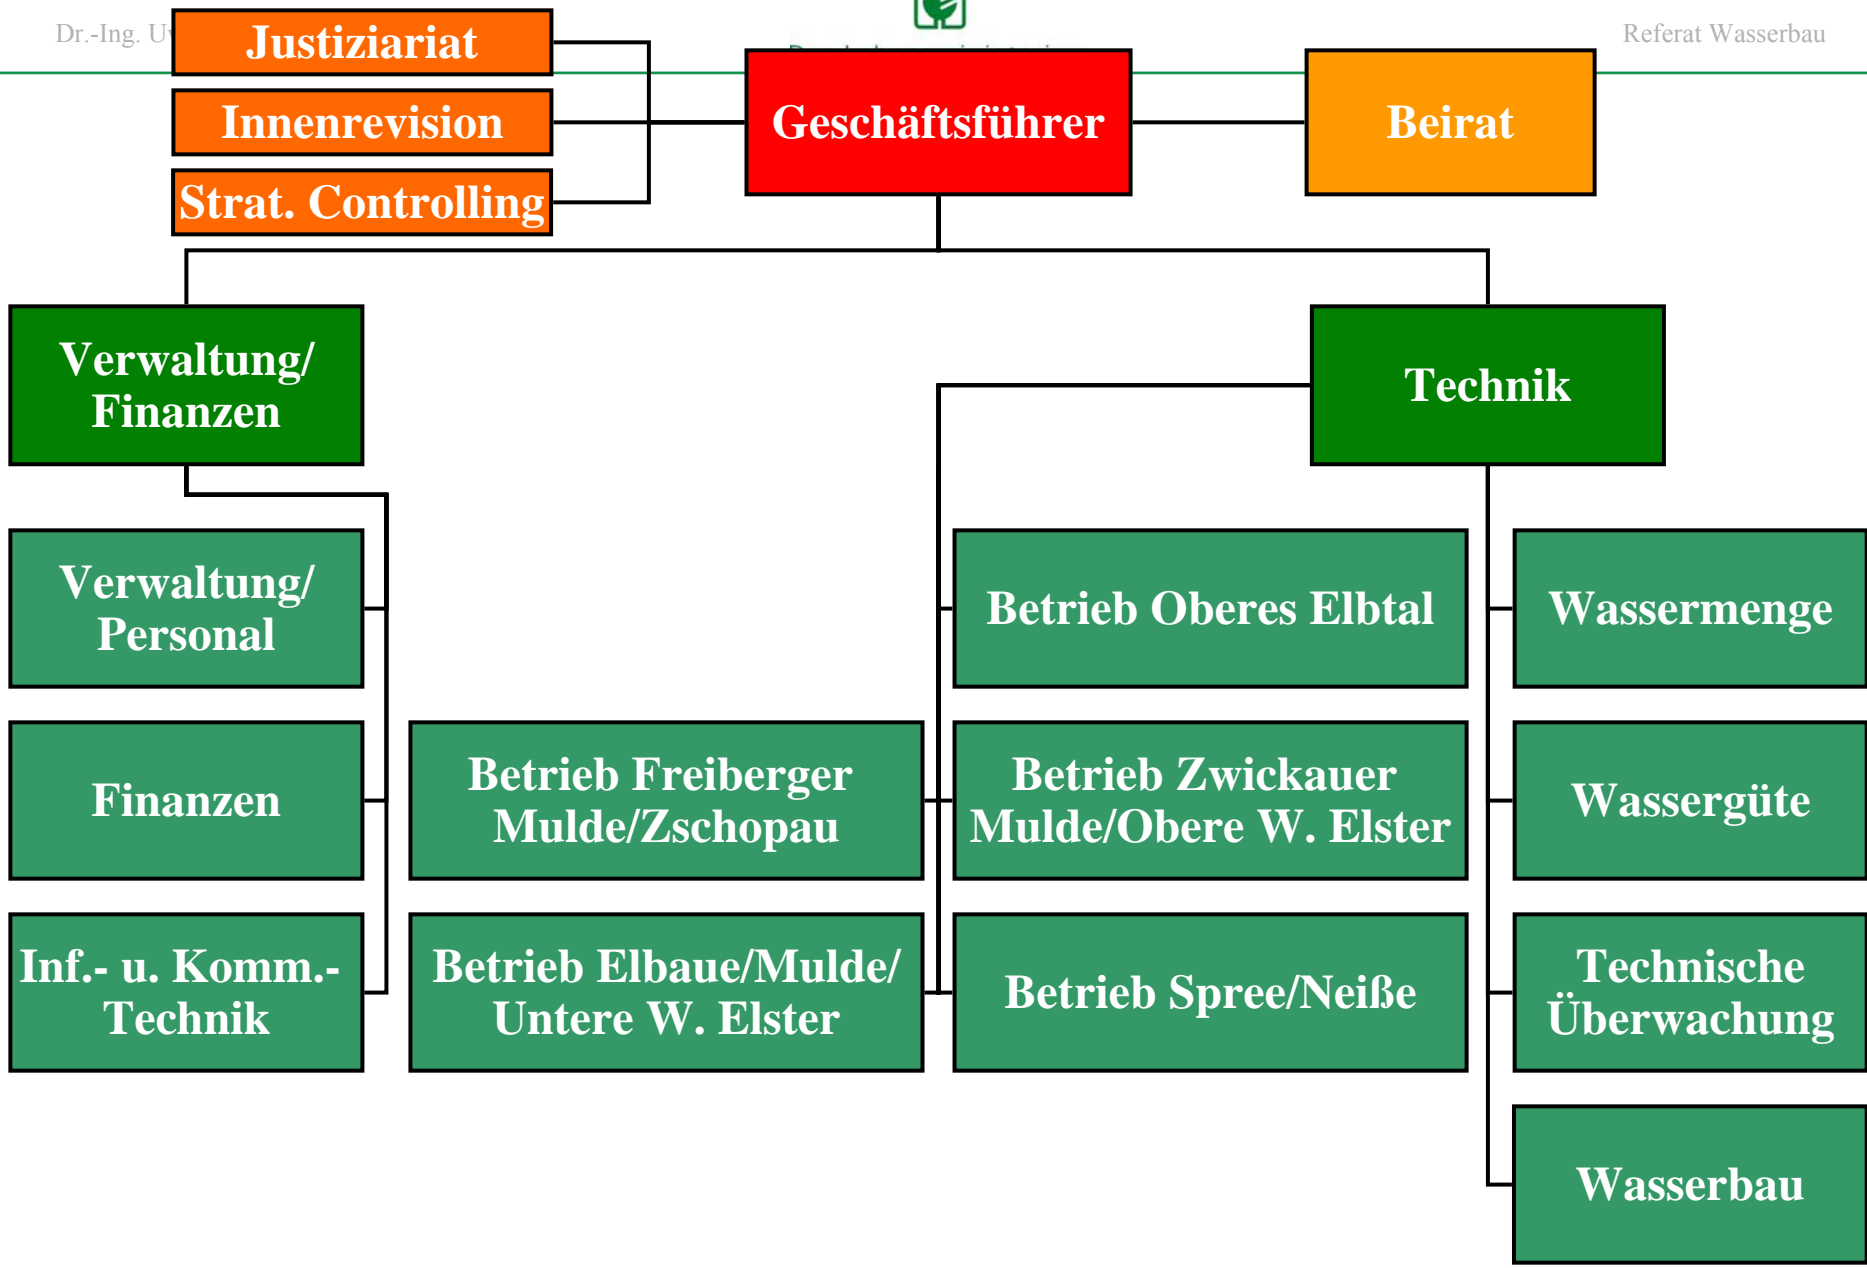 Dr.-Ing.
Referat Wasserbau
Justiziariat
Innenrevision
Strat. Controlling
Geschäftsführer
Beirat
Verwaltung/
Finanzen
Technik
Verwaltung/
Personal
Finanzen
Inf.- u. Komm.-
Technik
Betrieb Oberes Elbtal
Betrieb Freiberger
Mulde/Zschopau
Betrieb Zwickauer
Mulde/Obere W. Elster
Betrieb Elbaue/Mulde/
Untere W. Elster
Betrieb Spree/Neiße
Wassermenge
Wassergüte
Technische
Überwachung
Wasserbau